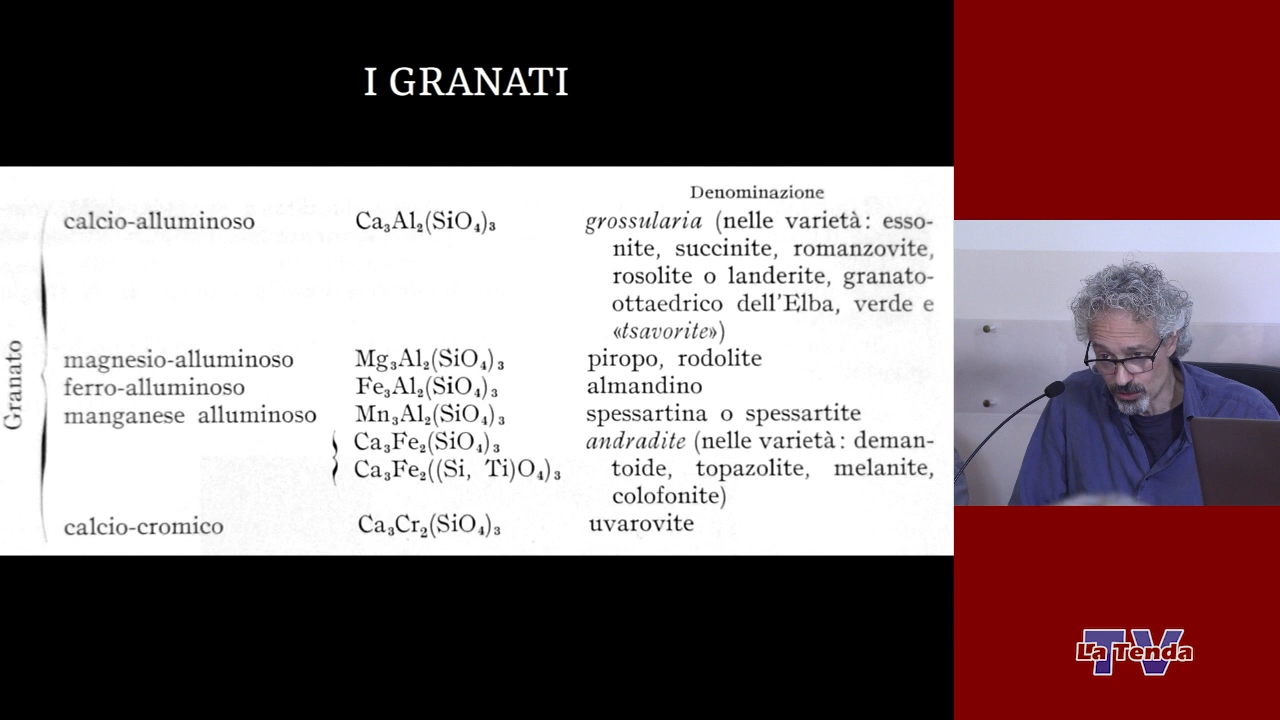 I GRANATI
Denominazione
Granato
calcio-alluminoso Ca₃Al₂(SiO₄)₃ grossularia (nelle varietà: esso-
nite, succinite, romanzovite,
rosolite o landerite, granato-
ottaedrico dell'Elba, verde e
«tsavorite»)
magnesio-alluminoso Mg₃Al₂(SiO₄)₃ piropo, rodolite
ferro-alluminoso Fe₃Al₂(SiO₄)₃ almandino
manganese alluminoso Mn₃Al₂(SiO₄)₃ spessartina o spessartite
Ca₃Fe₂(SiO₄)₃ andradite (nelle varietà: deman-
Ca₃Fe₂((Si, Ti)O₄)₃ toide, topazolite, melanite,
colofonite)
calcio-cromico Ca₃Cr₂(SiO₄)₃ uvarovite
La Tenda TV